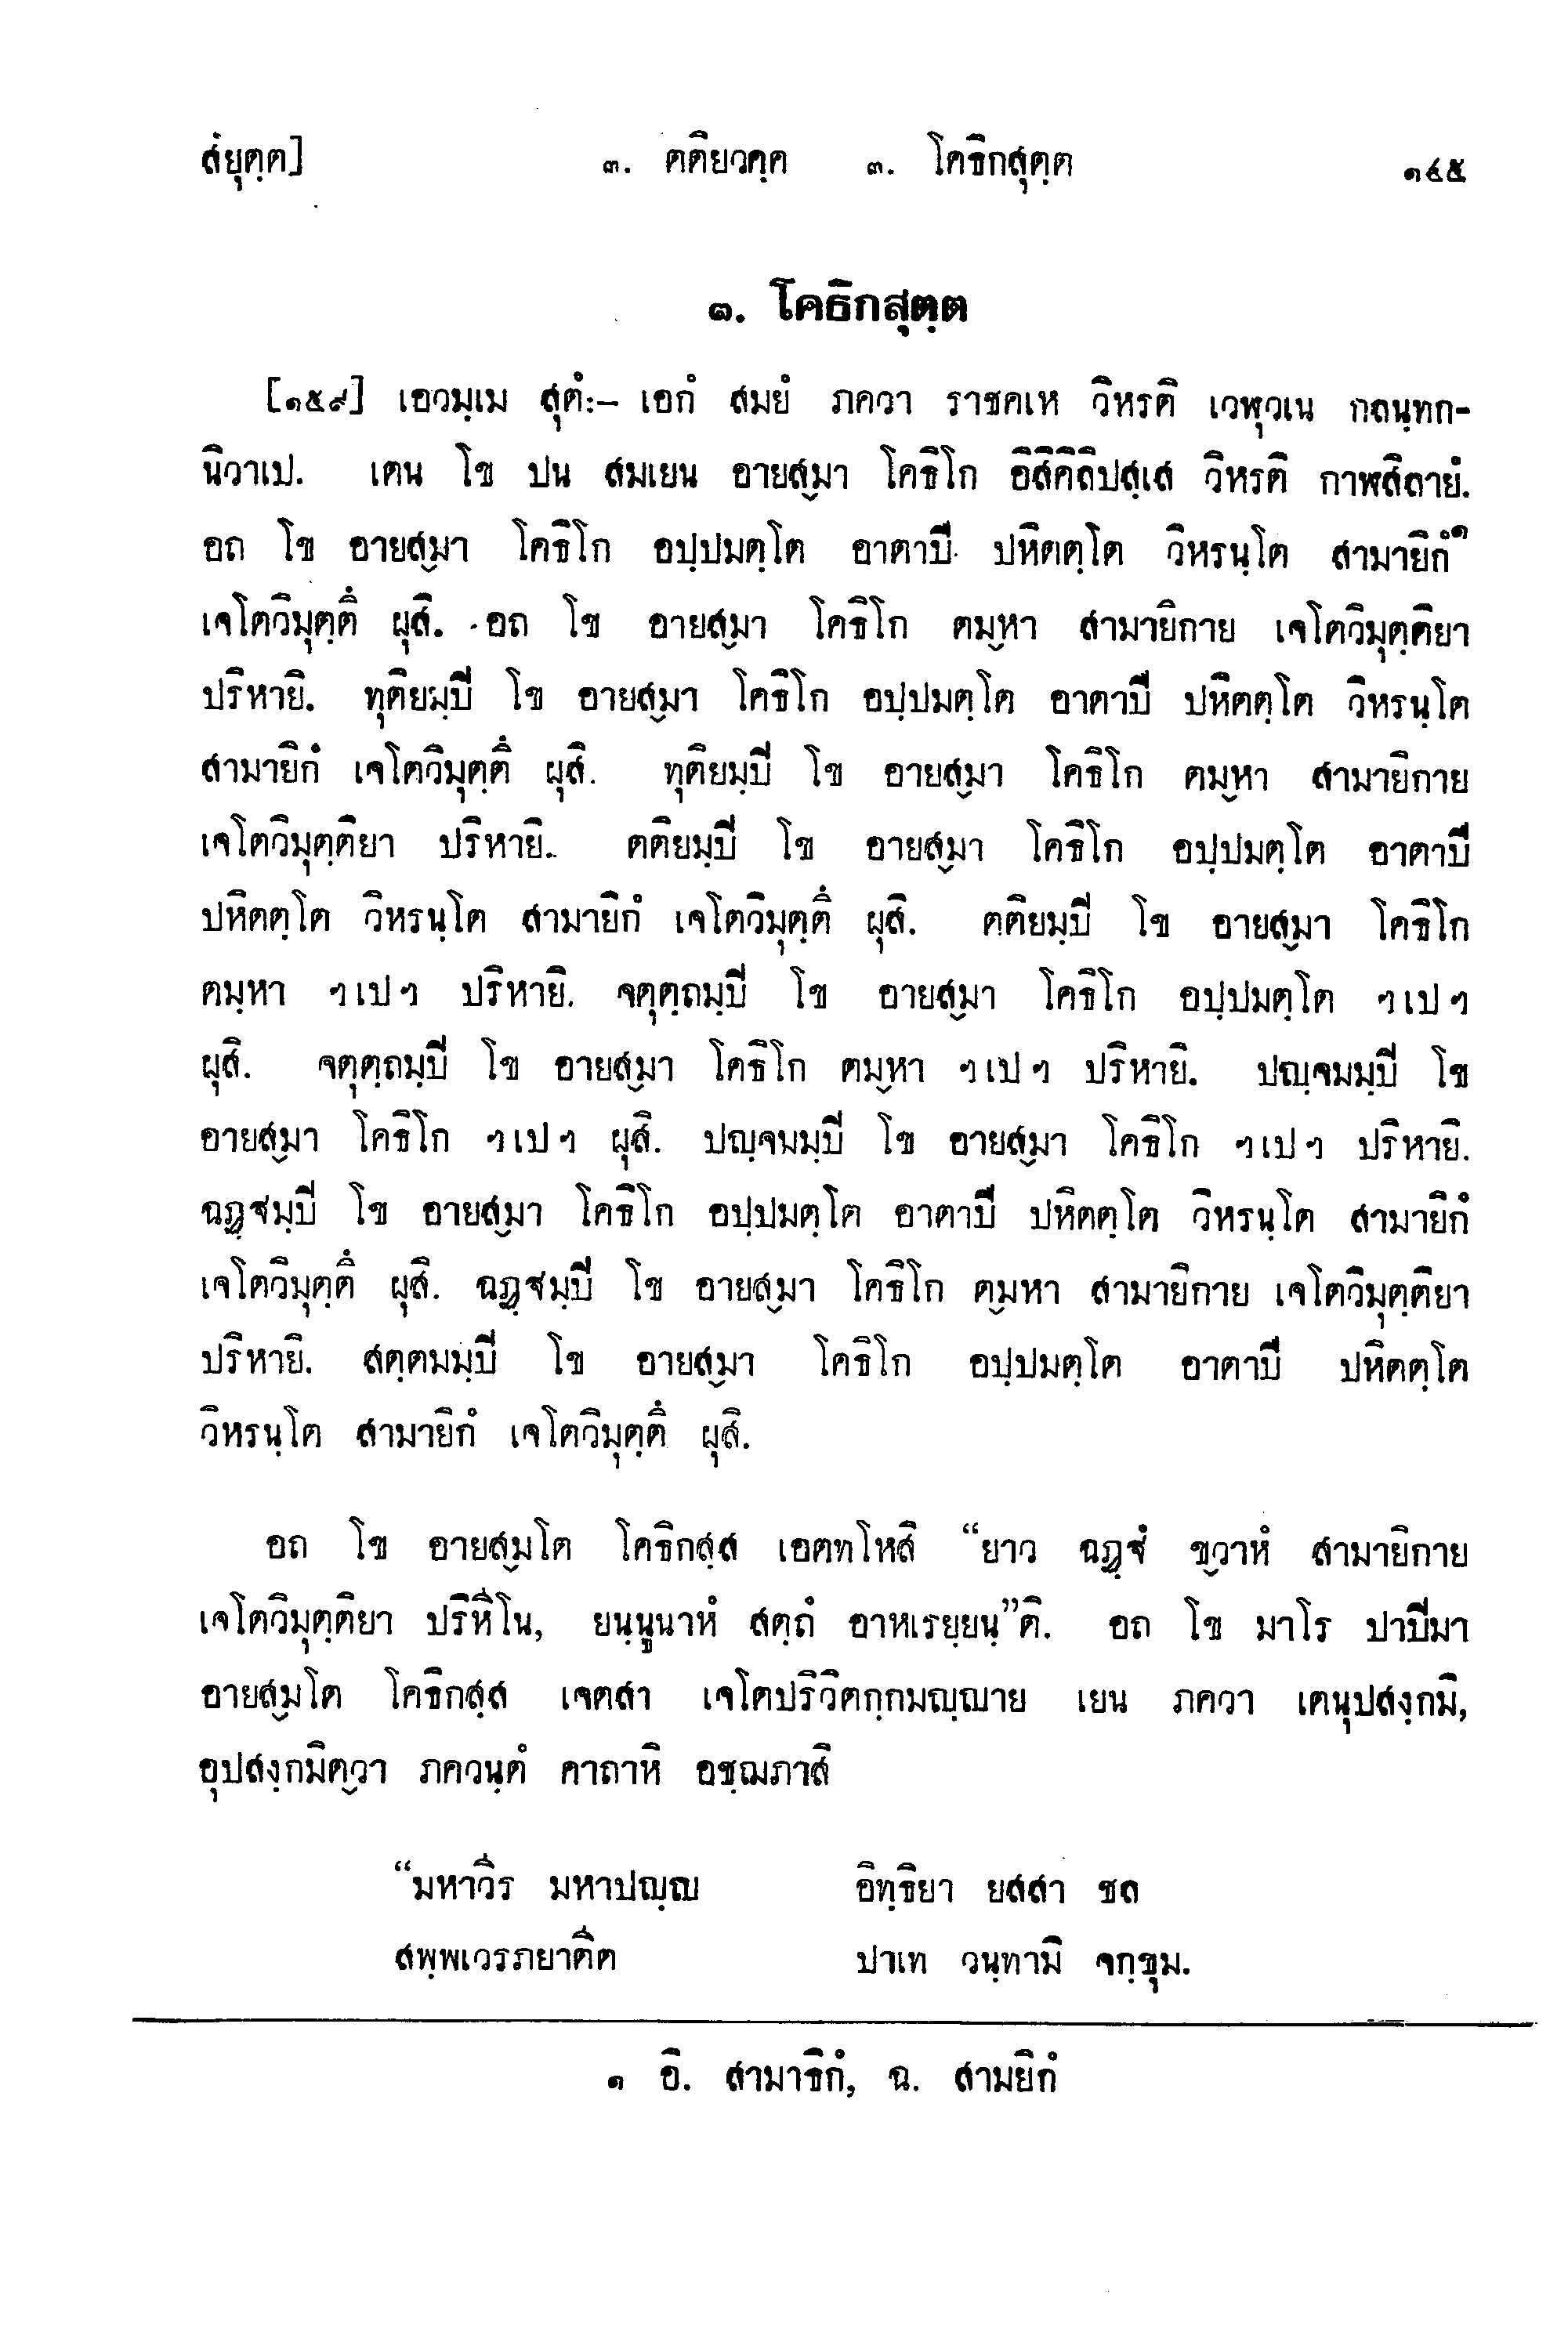 สํยุตฺต]	๓. ตติยวคฺค ๓. โคธิกสุตฺต	๑๔๕
๓. โคธิกสุตฺต
[๑๕๙] เอวมฺเม สุตํ:– เอกํ สมยํ ภควา ราชคเห วิหรติ เวฬุวเน กลนฺทก-
นิวาเป. เตน โข ปน สมเยน อายสฺมา โคธิโก อิสิคิลิปสฺเส วิหรติ กาฬสิลายํ.
อถ โข อายสฺมา โคธิโก อปฺปมตฺโต อาตาปี ปหิตตฺโต วิหรนฺโต สามายิกํ๑
เจโตวิมุตฺตึ ผุสิ. อถ โข อายสฺมา โคธิโก ตมฺหา สามายิกาย เจโตวิมุตฺติยา
ปริหายิ. ทุติยมฺปี โข อายสฺมา โคธิโก อปฺปมตฺโต อาตาปี ปหิตตฺโต วิหรนฺโต
สามายิกํ เจโตวิมุตฺตึ ผุสิ. ทุติยมฺปี โข อายสฺมา โคธิโก ตมฺหา สามายิกาย
เจโตวิมุตฺติยา ปริหายิ. ตติยมฺปี โข อายสฺมา โคธิโก อปฺปมตฺโต อาตาปี
ปหิตตฺโต วิหรนฺโต สามายิกํ เจโตวิมุตฺตึ ผุสิ. ตติยมฺปี โข อายสฺมา โคธิโก
ตมฺหา ฯเปฯ ปริหายิ. จตุตฺถมฺปี โข อายสฺมา โคธิโก อปฺปมตฺโต ฯเปฯ
ผุสิ. จตุตฺถมฺปี โข อายสฺมา โคธิโก ตมฺหา ฯเปฯ ปริหายิ. ปญฺจมมฺปี โข
อายสฺมา โคธิโก ฯเปฯ ผุสิ. ปญฺจมมฺปี โข อายสฺมา โคธิโก ฯเปฯ ปริหายิ.
ฉฏฺฐมฺปี โข อายสฺมา โคธิโก อปฺปมตฺโต อาตาปี ปหิตตฺโต วิหรนฺโต สามายิกํ
เจโตวิมุตฺตึ ผุสิ. ฉฏฺฐมฺปี โข อายสฺมา โคธิโก ตฺมหา สามายิกาย เจโตวิมุตฺติยา
ปริหายิ. สตฺตมมฺปี โข อายสฺมา โคธิโก อปฺปมตฺโต อาตาปี ปหิตตฺโต
วิหรนฺโต สามายิกํ เจโตวิมุตฺตึ ผุสิ.
อถ โข อายสฺมโต โคธิกสฺส เอตทโหสิ “ยาว ฉฏฺฐํ ขฺวาหํ สามายิกาย
เจโตวิมุตฺติยา ปริหีโน, ยนฺนูนาหํ สตฺถํ อาหเรยฺยนฺ”ติ. อถ โข มาโร ปาปีมา
อายสฺมโต โคธิกสฺส เจตสา เจโตปริวิตกฺกมญฺญาย เยน ภควา เตนุปสงฺกมิ,
อุปสงฺกมิตฺวา ภควนฺตํ คาถาหิ อชฺฌภาสิ
“มหาวีร มหาปญฺญ	อิทฺธิยา ยสสา ชล
สพฺพเวรภยาตีต	ปาเท วนฺทามิ จกฺขุม.
๑ อิ. สามาธิกํ, ฉ. สามยิกํ